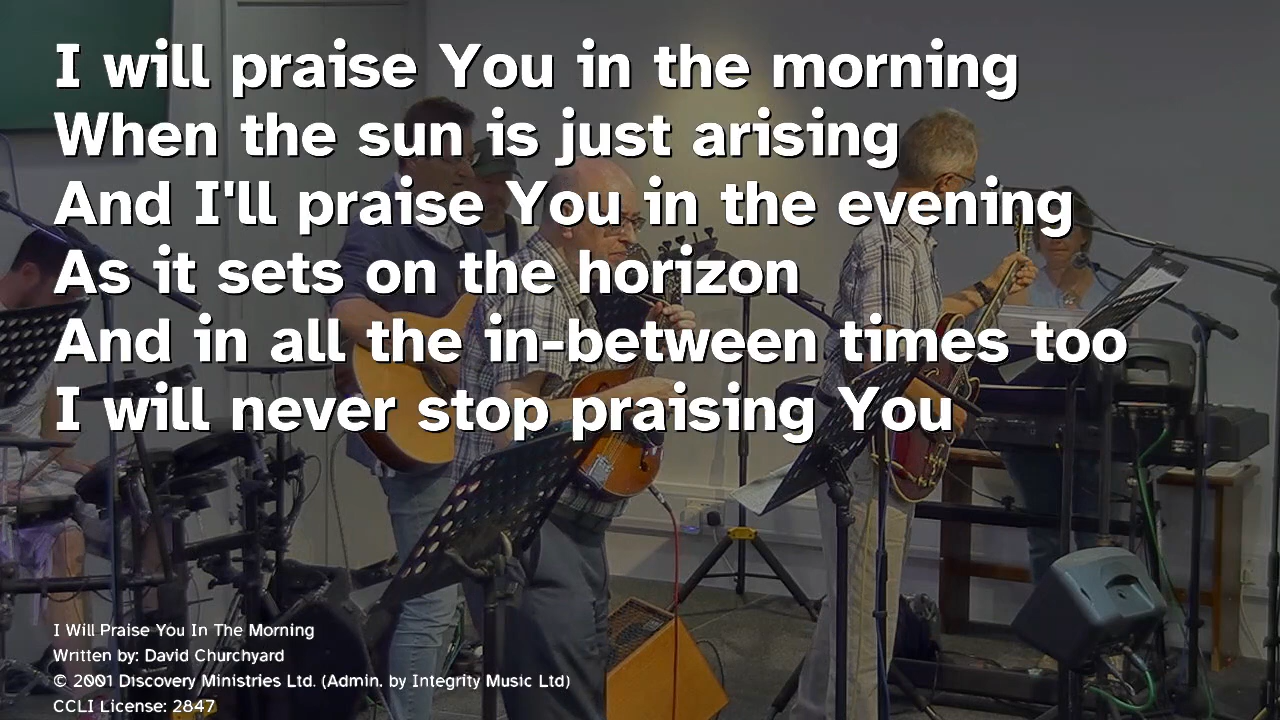 I will praise You in the morning
When the sun is just arising
And I'll praise You in the evening
As it sets on the horizon
And in all the in-between times too
I will never stop praising You
I Will Praise You In The Morning
Written by: David Churchyard
© 2001 Discovery Ministries Ltd. (Admin. by Integrity Music Ltd)
CCLI License: 2847